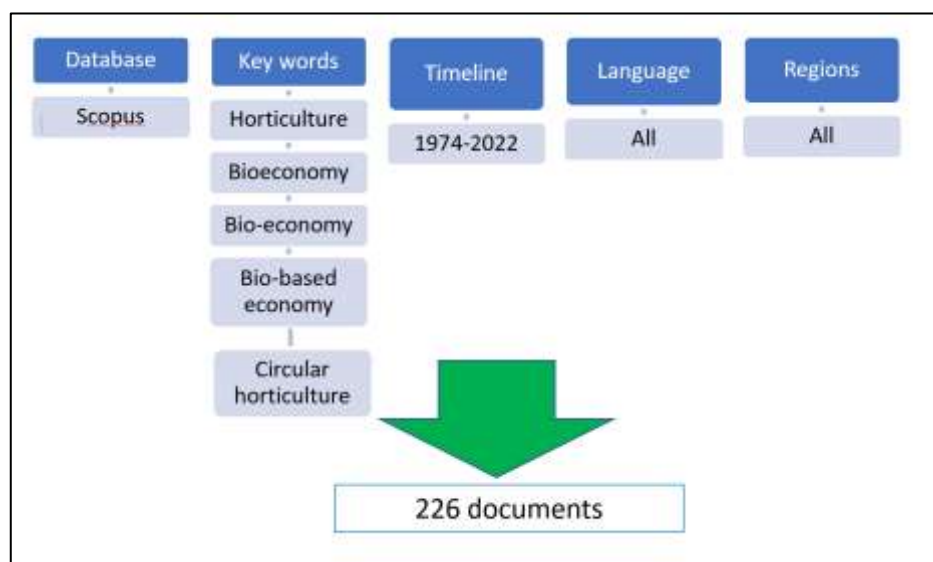 Database
Scopus
Key words
Horticulture
Bioeconomy
Bio-economy
Bio-based
economy
Circular
horticulture
Timeline
1974-2022
Language
All
Regions
All
226 documents